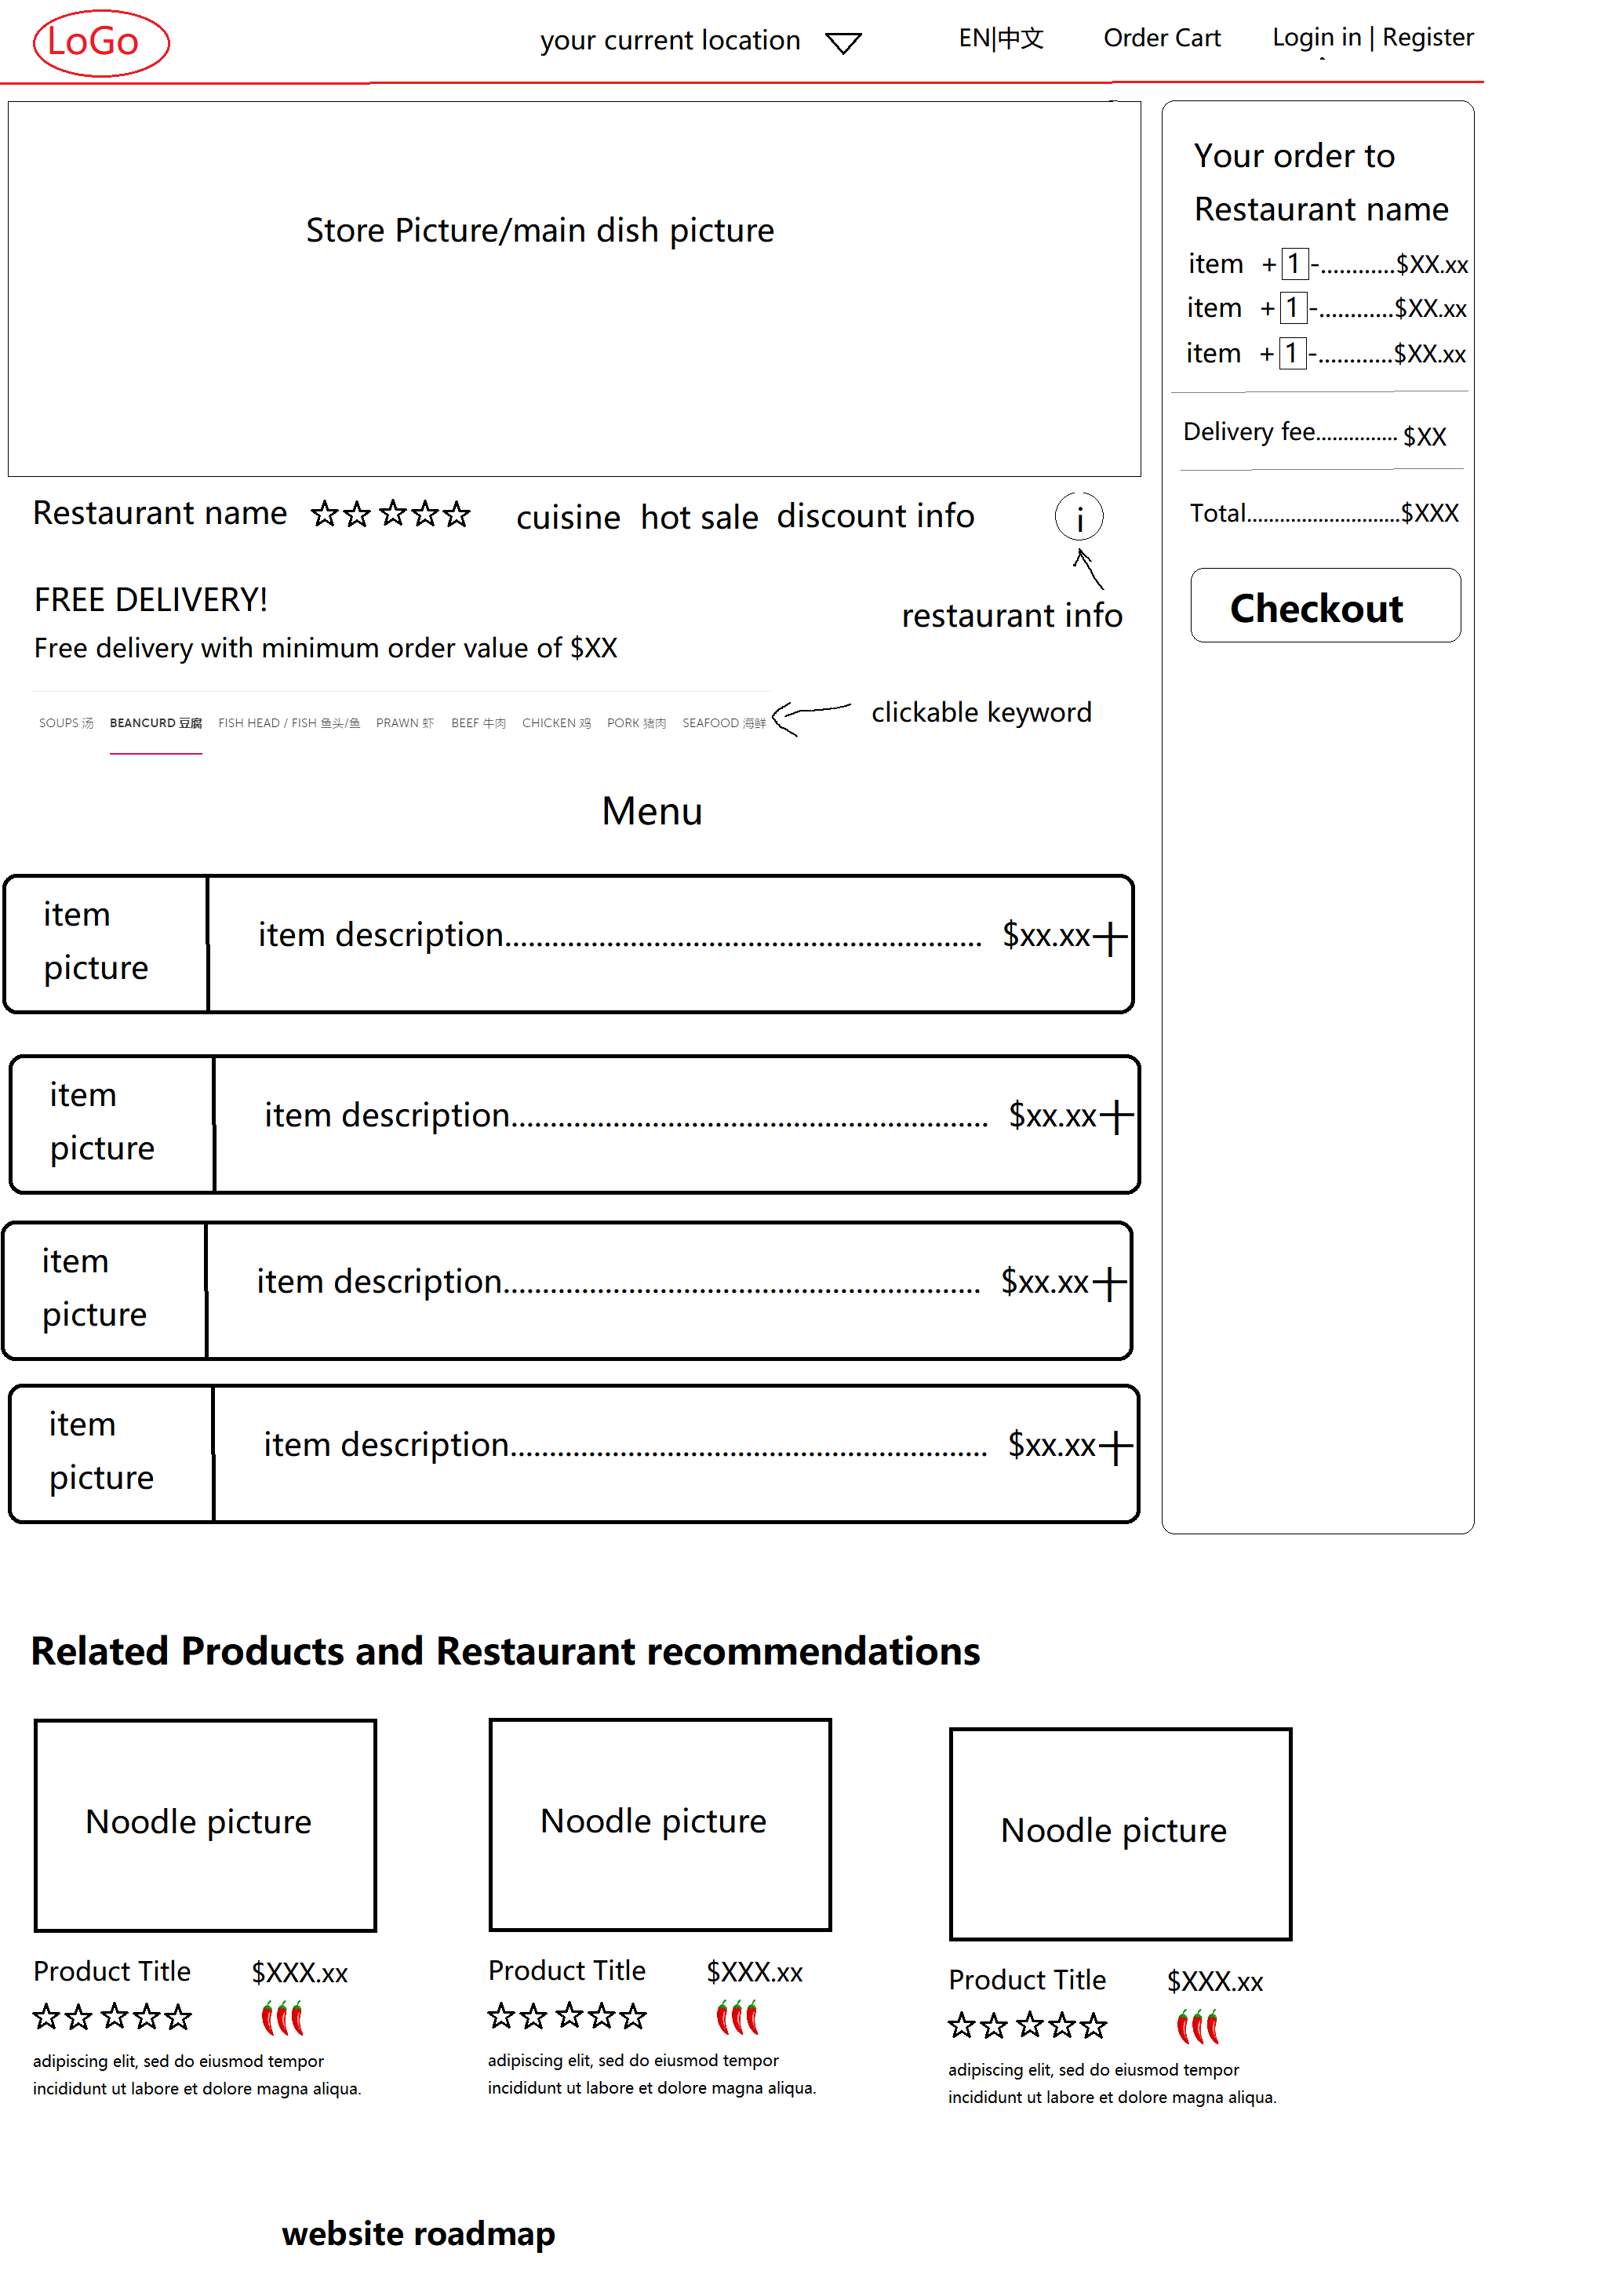 LoGo
your current location
EN|中文
Order Cart
Login in | Register
Store Picture/main dish picture
Your order to
Restaurant name
item + 1 -............$XX.xx
item + 1 -............$XX.xx
item + 1 -............$XX.xx
Delivery fee............... $XX
Total............................$XXX
Checkout
Restaurant name
cuisine hot sale discount info
i
restaurant info
FREE DELIVERY!
Free delivery with minimum order value of $XX
SOUPS 汤 BEANCURD 豆腐 FISH HEAD / FISH 鱼头/鱼 PRAWN 虾 BEEF 牛肉 CHICKEN 鸡 PORK 猪肉 SEAFOOD 海鲜
clickable keyword
Menu
item
picture
item description............................................................. $xx.xx+
item
picture
item description............................................................. $xx.xx+
item
picture
item description............................................................. $xx.xx+
item
picture
item description............................................................. $xx.xx+
Related Products and Restaurant recommendations
Noodle picture
Product Title $XXX.xx
adipiscing elit, sed do eiusmod tempor
incididunt ut labore et dolore magna aliqua.
Noodle picture
Product Title $XXX.xx
adipiscing elit, sed do eiusmod tempor
incididunt ut labore et dolore magna aliqua.
Noodle picture
Product Title $XXX.xx
adipiscing elit, sed do eiusmod tempor
incididunt ut labore et dolore magna aliqua.
website roadmap